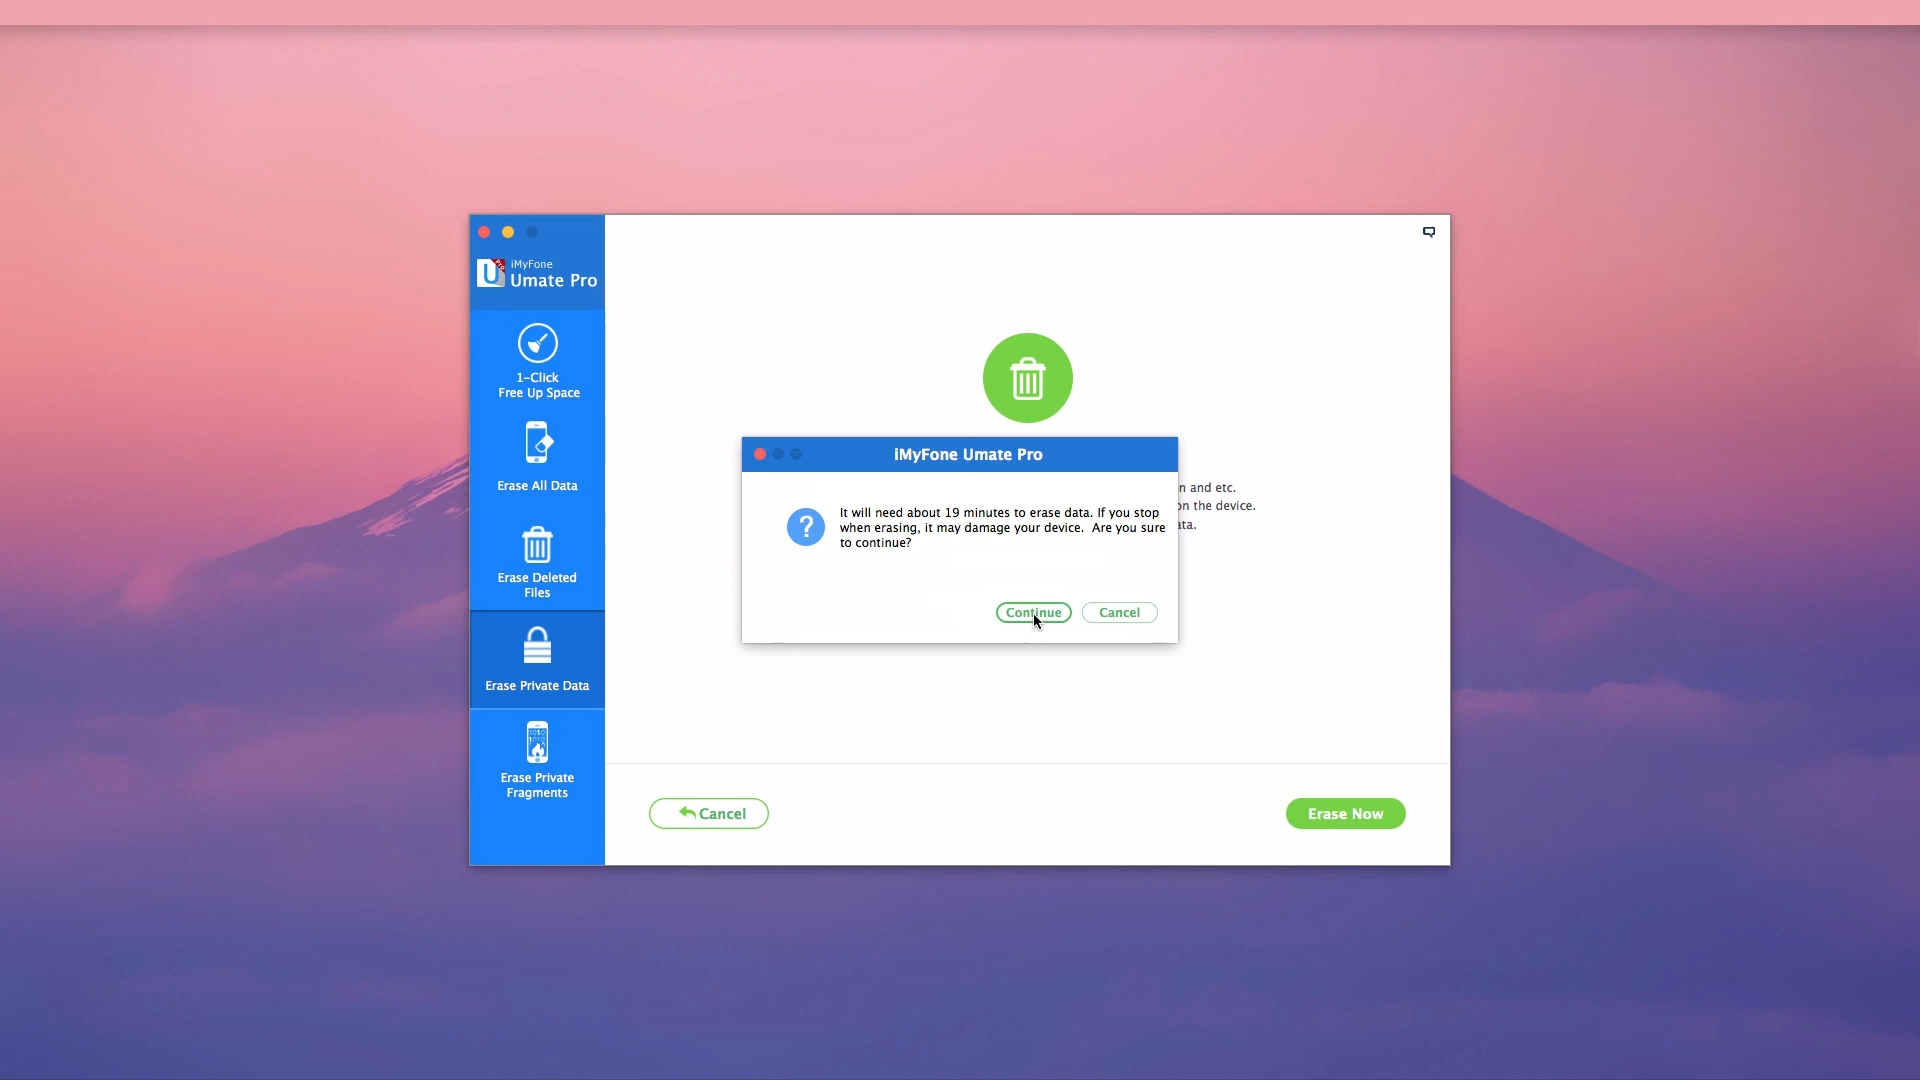 iMyFone
Umate Pro
1-Click
Free Up Space
Erase All Data
Erase Deleted
Files
Erase Private Data
Erase Private
Fragments
iMyFone Umate Pro
It will need about 19 minutes to erase data. If you stop
when erasing, it may damage your device. Are you sure
to continue?
Continue
Cancel
n and etc.
on the device.
ata.
Cancel
Erase Now